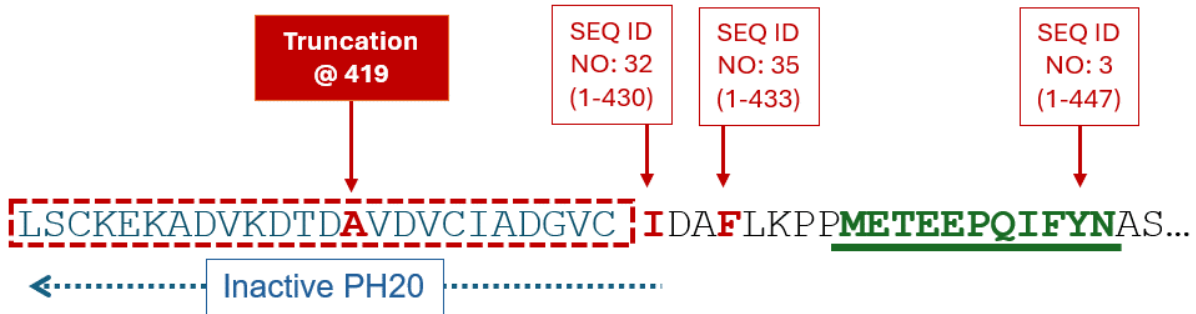 Truncation
@ 419
SEQ ID
NO: 32
(1-430)
SEQ ID
NO: 35
(1-433)
SEQ ID
NO: 3
(1-447)
LSCKEKADVKDTDAVDVCIADGVC IDAFLKPPMETEEPQIFYNAS...
Inactive PH20